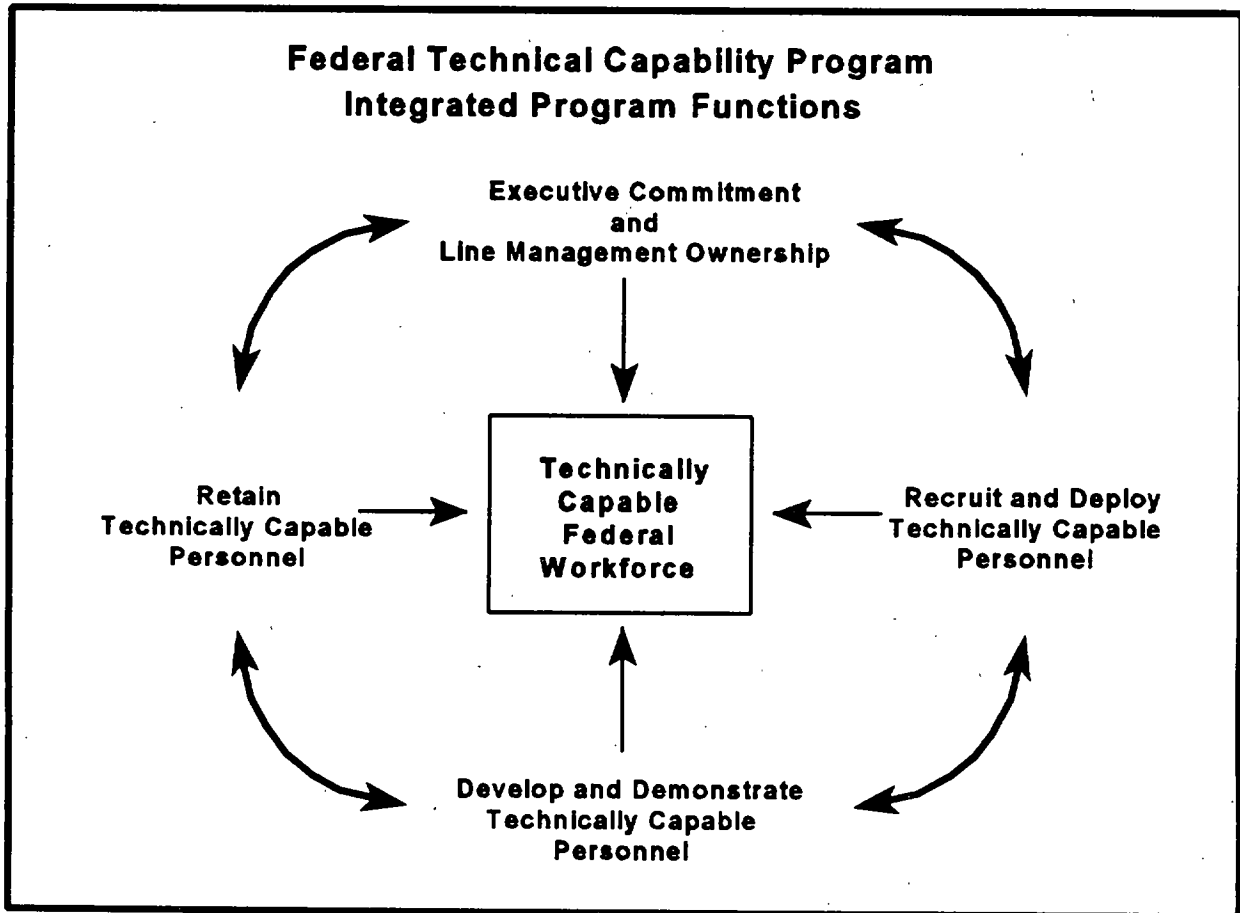 Federal Technical Capability Program
Integrated Program Functions
Executive Commitment
and
Line Management Ownership
Retain
Technically Capable
Personnel
Technically
Capable
Federal
Workforce
Recruit and Deploy
Technically Capable
Personnel
Develop and Demonstrate
Technically Capable
Personnel